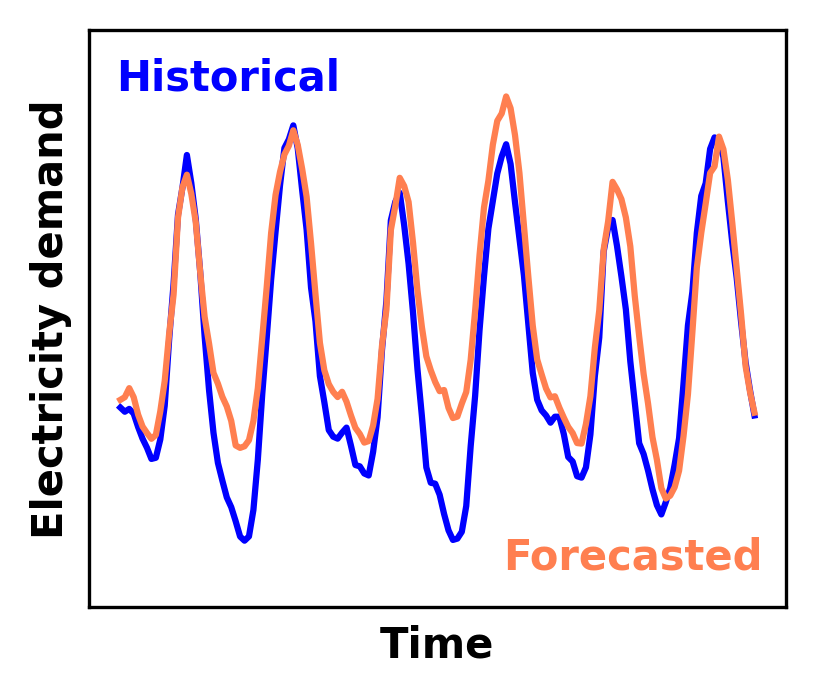 Historical
Electricity demand
Forecasted
Time